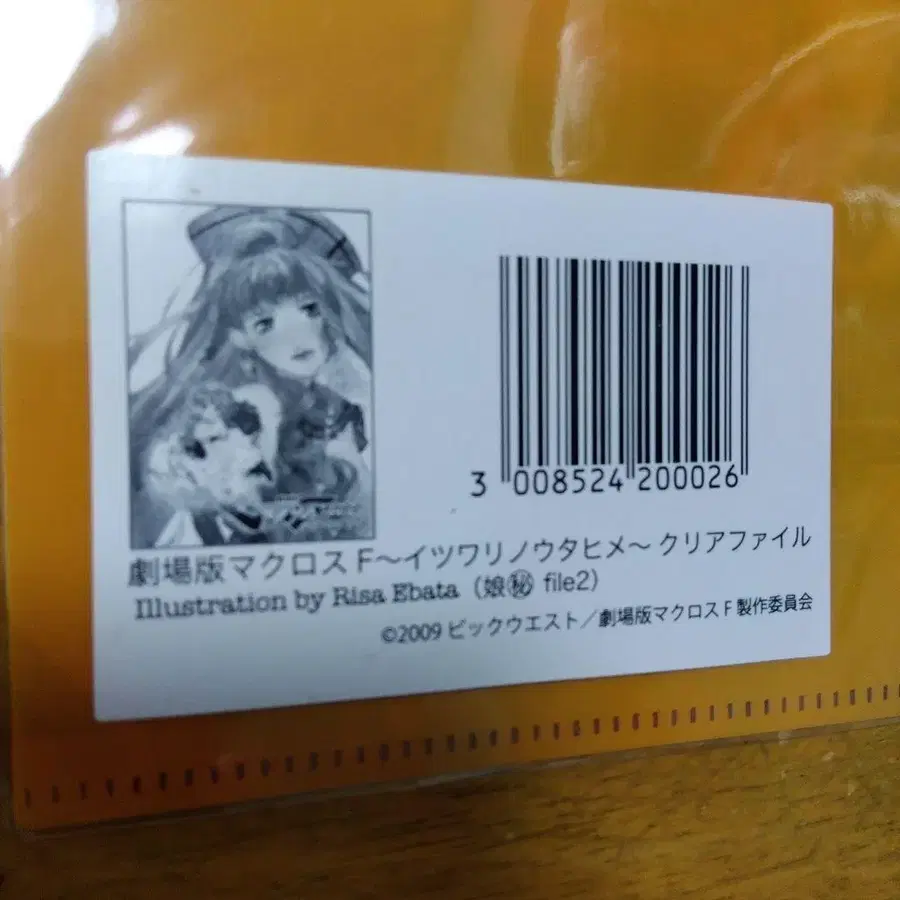 3 008524 200026
劇場版マクロスF～イツワリノウタヒメ～ クリアファイル
Illustration by Risa Ebata（娘㊙ file2）
©2009 ビックウエスト／劇場版マクロスF製作委員会